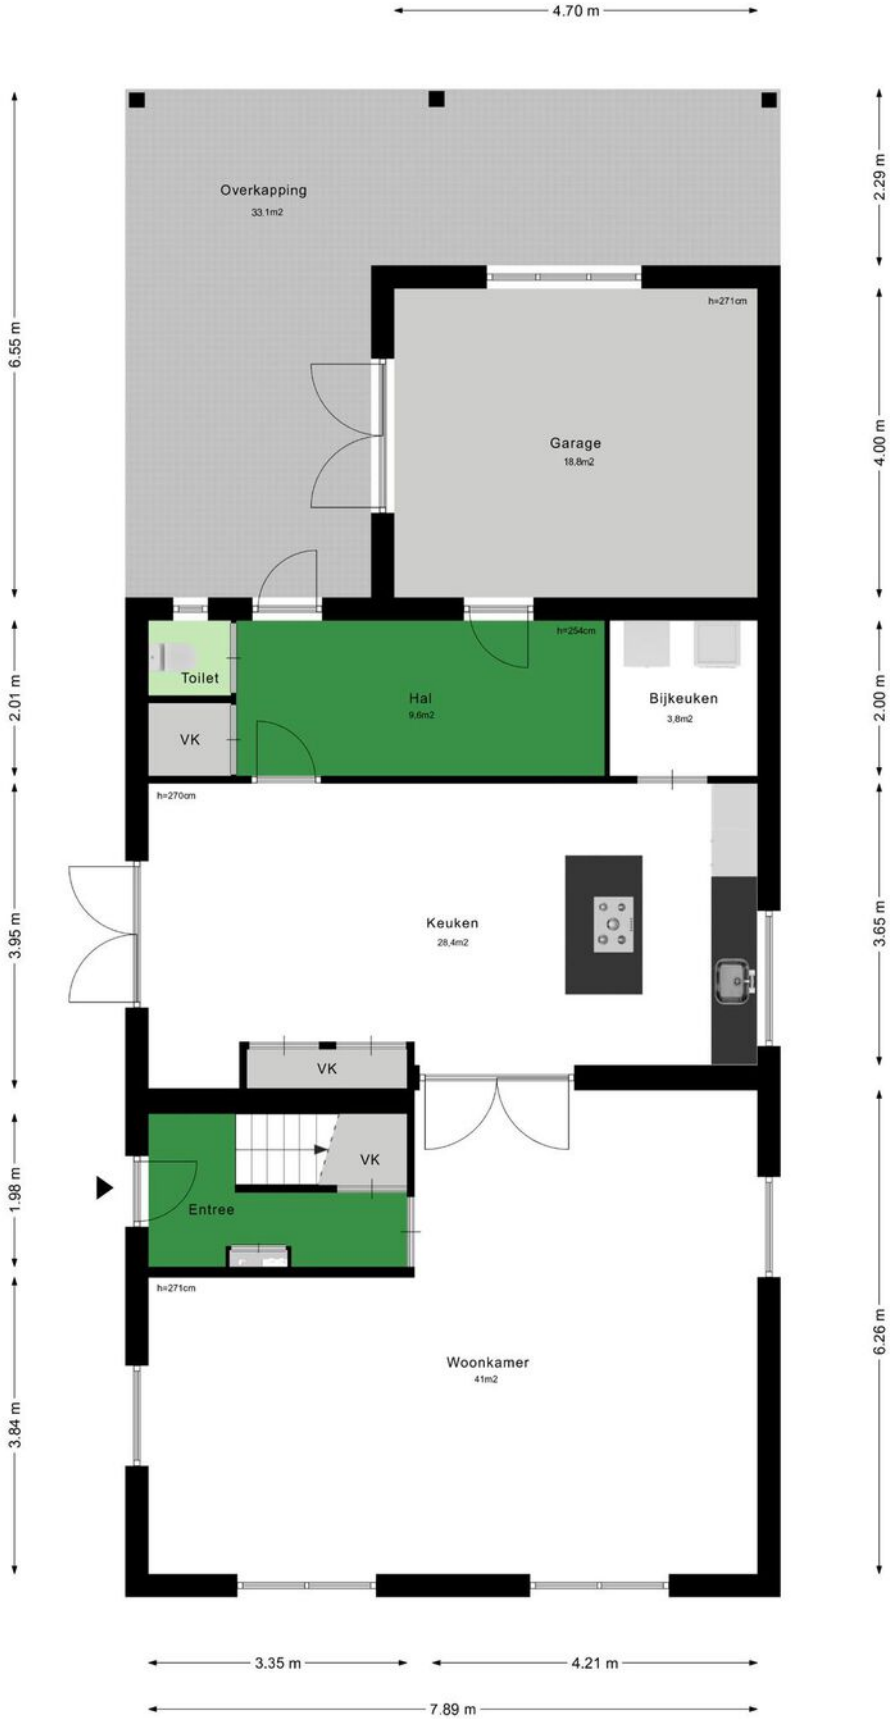 4.70 m
Overkapping
33.1m2
2.29 m
6.55 m
h=271cm
Garage
18.8m2
4.00 m
h=254cm
Toilet
Hal
9,6m2
Bijkeuken
3,8m2
2.01 m
2.00 m
VK
h=270cm
Keuken
28,4m2
3.95 m
3.65 m
VK
VK
1.98 m
Entree
h=271cm
Woonkamer
41m2
6.26 m
3.84 m
3.35 m
4.21 m
7.89 m